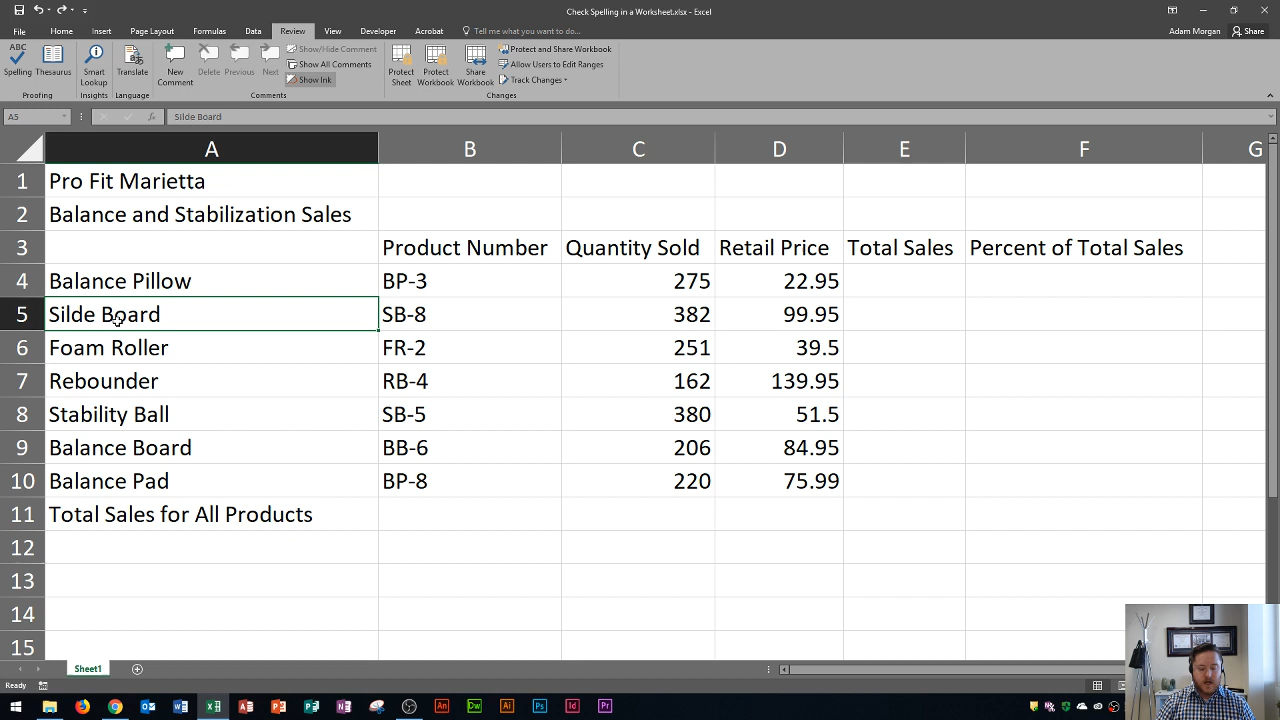 Check Spelling in a Worksheet.xlsx - Excel
File Home Insert Page Layout Formulas Data Review View Developer Acrobat Tell me what you want to do... Adam Morgan Share
Spelling Thesaurus Smart Lookup Translate New Comment Delete Previous Next Show/Hide Comment Show All Comments Show Ink Protect Sheet Protect Workbook Share Workbook Protect and Share Workbook Allow Users to Edit Ranges Track Changes
Proofing Insights Language Comments Changes
A5 fx Silde Board
A B C D E F G
1 Pro Fit Marietta
2 Balance and Stabilization Sales
3 Product Number Quantity Sold Retail Price Total Sales Percent of Total Sales
4 Balance Pillow BP-3 275 22.95
5 Silde Board SB-8 382 99.95
6 Foam Roller FR-2 251 39.5
7 Rebounder RB-4 162 139.95
8 Stability Ball SB-5 380 51.5
9 Balance Board BB-6 206 84.95
10 Balance Pad BP-8 220 75.99
11 Total Sales for All Products
12
13
14
15
Sheet1
Ready
An Dw Ai Ps Id Pr